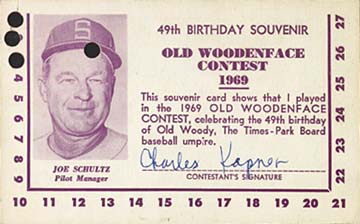 49th BIRTHDAY SOUVENIR
OLD WOODENFACE
CONTEST
1969
This souvenir card shows that I played
in the 1969 OLD WOODENFACE
CONTEST, celebrating the 49th birthday
of Old Woody, The Times-Park Board
baseball umpire.
Charles Kapner
CONTESTANT'S SIGNATURE
S
JOE SCHULTZ
Pilot Manager
4
5
6
7
8
9
10 11 12 13 14 15 16 17 18 19 20 21
22
23
24
25
26
27